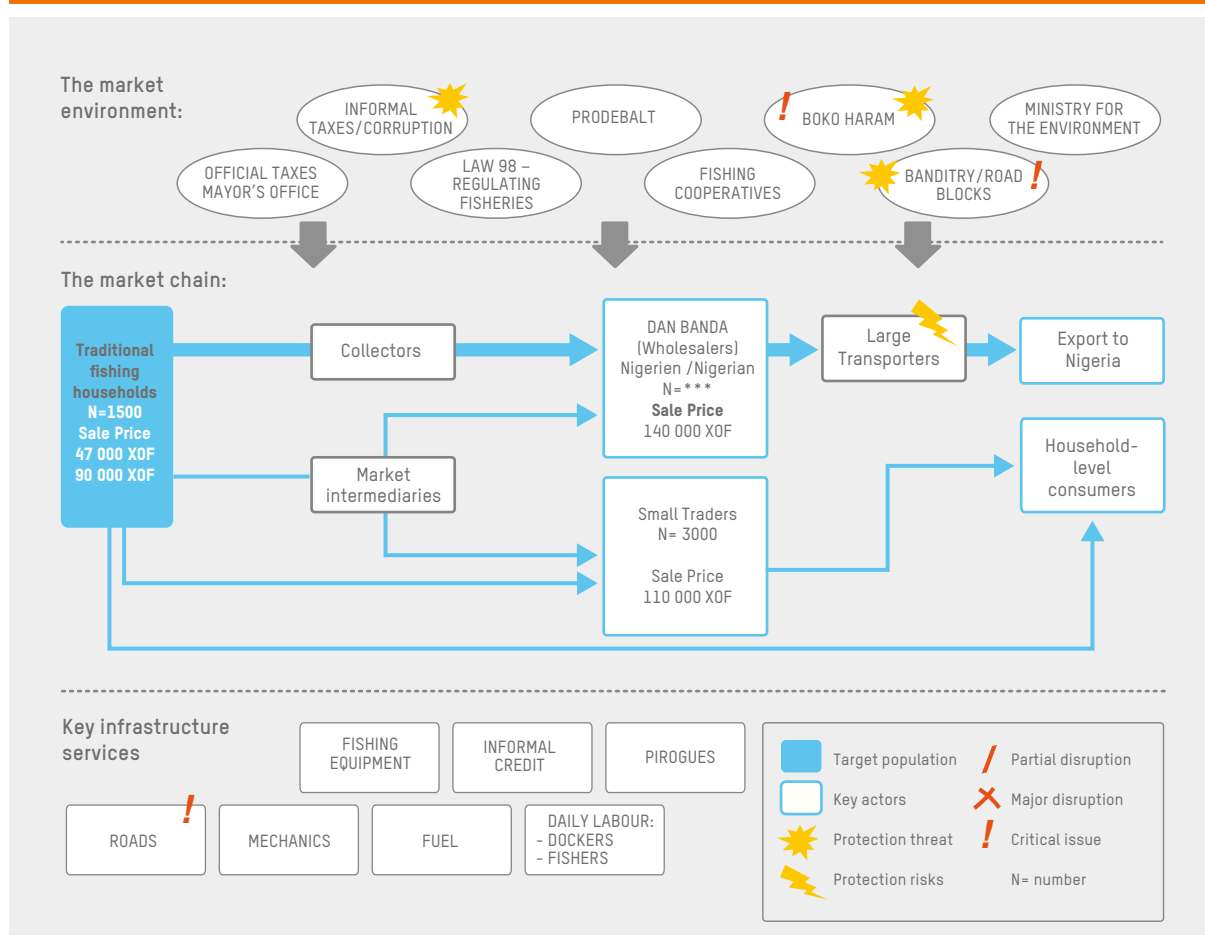 The market
environment:
INFORMAL
TAXES/CORRUPTION
PRODEBALT
BOKO HARAM
MINISTRY FOR
THE ENVIRONMENT
OFFICIAL TAXES
MAYOR'S OFFICE
LAW 98 –
REGULATING
FISHERIES
FISHING
COOPERATIVES
BANDITRY/ROAD
BLOCKS
The market chain:
Traditional
fishing
households
N=1500
Sale Price
47 000 XOF
90 000 XOF
Collectors
Market
intermediaries
DAN BANDA
(Wholesalers)
Nigerien /Nigerian
N=***
Sale Price
140 000 XOF
Small Traders
N= 3000
Sale Price
110 000 XOF
Large
Transporters
Export to
Nigeria
Household-
level
consumers
Key infrastructure
services
FISHING
EQUIPMENT
INFORMAL
CREDIT
PIROGUES
ROADS
MECHANICS
FUEL
DAILY LABOUR:
- DOCKERS
- FISHERS
Target population
Partial disruption
Key actors
Major disruption
Protection threat
Critical issue
Protection risks
N= number